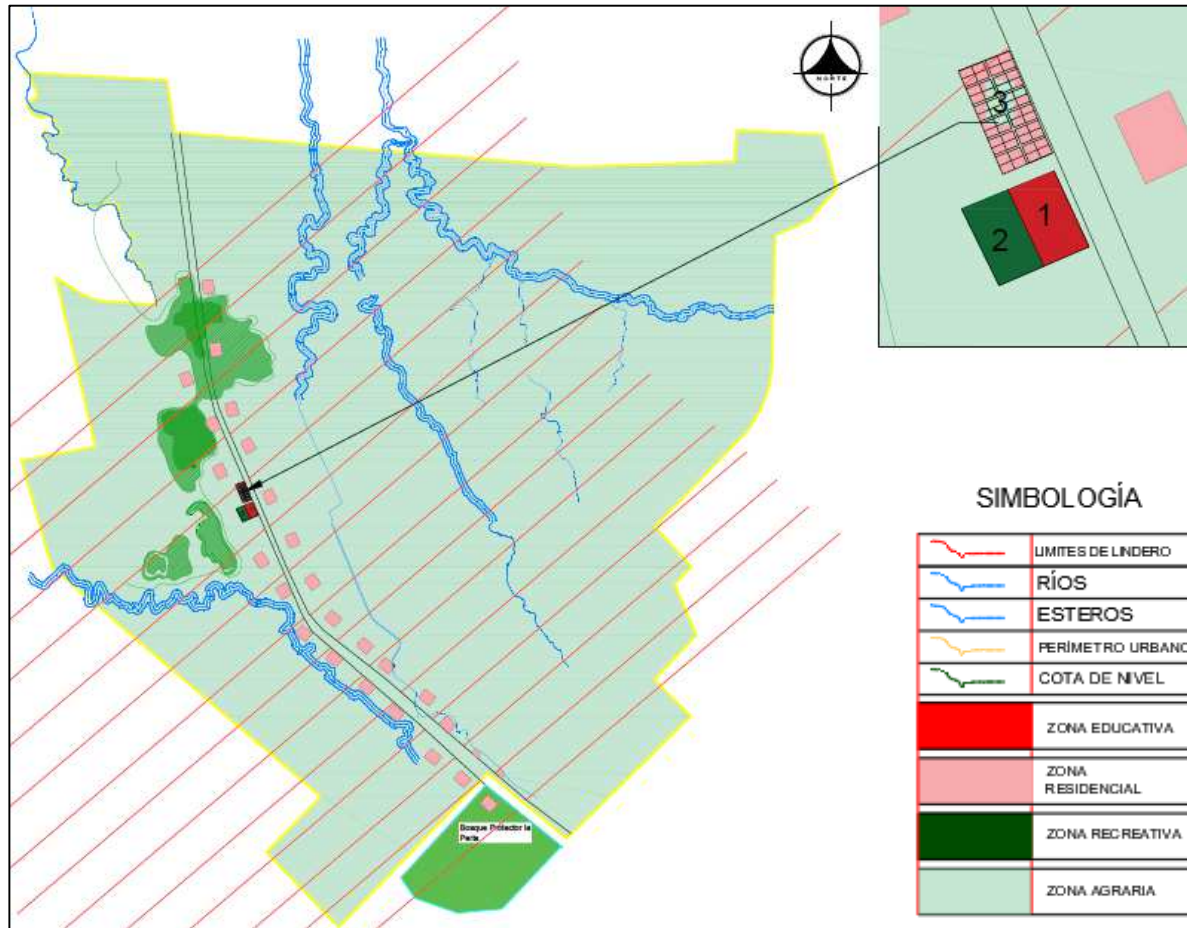 NORTE
3
1
2
Bosque Protector la
Perla
SIMBOLOGÍA
LIMITES DE LINDERO
RÍOS
ESTEROS
PERÍMETRO URBANO
COTA DE NIVEL
ZONA EDUCATIVA
ZONA
RESIDENCIAL
ZONA RECREATIVA
ZONA AGRARIA